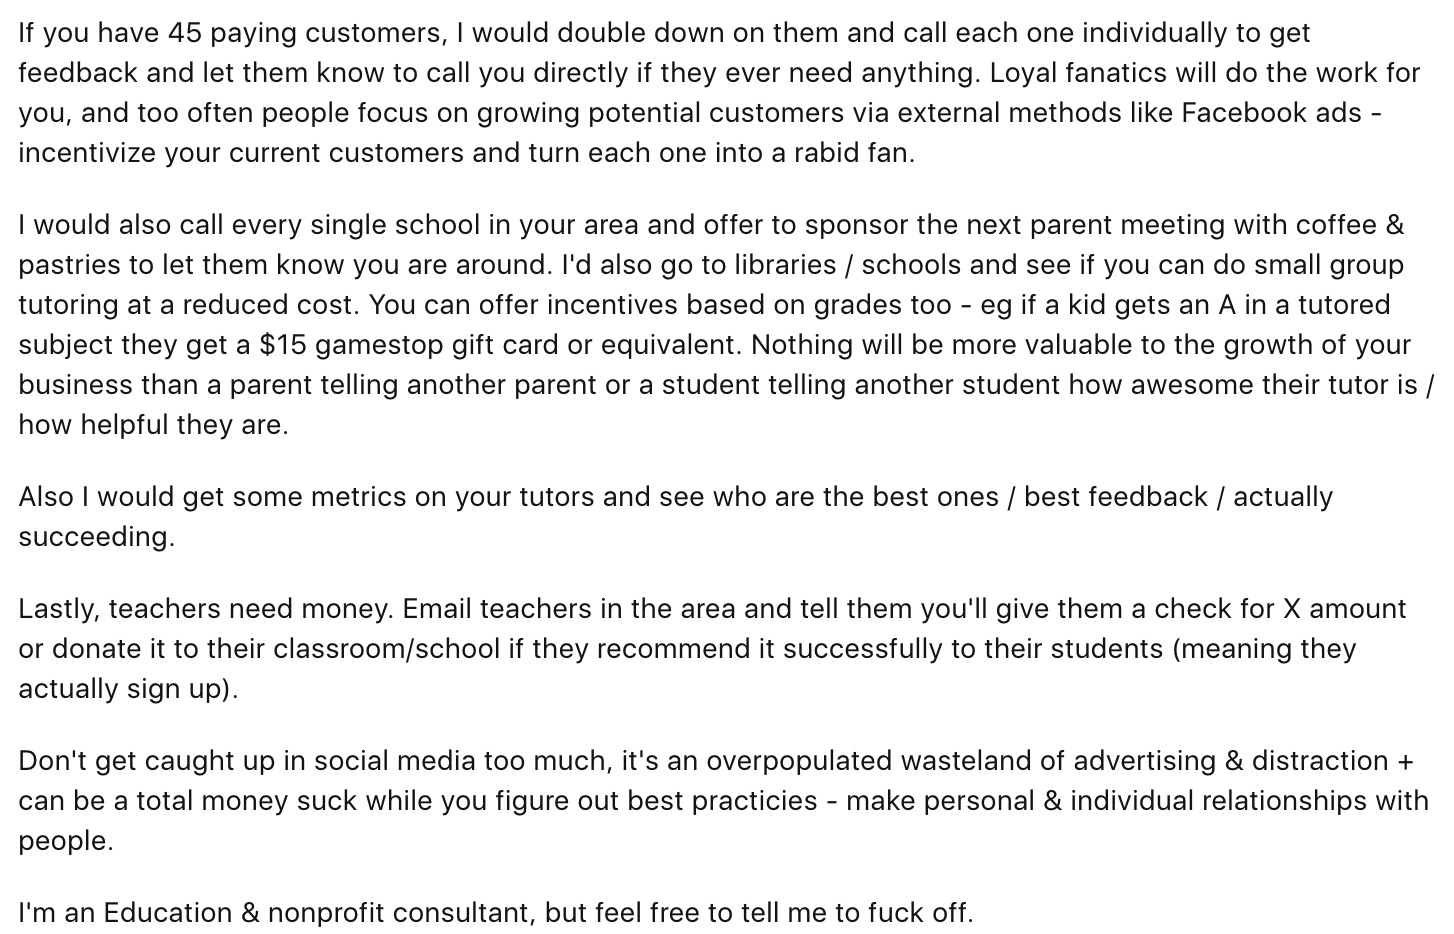 If you have 45 paying customers, I would double down on them and call each one individually to get
feedback and let them know to call you directly if they ever need anything. Loyal fanatics will do the work for
you, and too often people focus on growing potential customers via external methods like Facebook ads -
incentivize your current customers and turn each one into a rabid fan.
I would also call every single school in your area and offer to sponsor the next parent meeting with coffee &
pastries to let them know you are around. I'd also go to libraries / schools and see if you can do small group
tutoring at a reduced cost. You can offer incentives based on grades too - eg if a kid gets an A in a tutored
subject they get a $15 gamestop gift card or equivalent. Nothing will be more valuable to the growth of your
business than a parent telling another parent or a student telling another student how awesome their tutor is /
how helpful they are.
Also I would get some metrics on your tutors and see who are the best ones / best feedback / actually
succeeding.
Lastly, teachers need money. Email teachers in the area and tell them you'll give them a check for X amount
or donate it to their classroom/school if they recommend it successfully to their students (meaning they
actually sign up).
Don't get caught up in social media too much, it's an overpopulated wasteland of advertising & distraction +
can be a total money suck while you figure out best practicies - make personal & individual relationships with
people.
I'm an Education & nonprofit consultant, but feel free to tell me to fuck off.